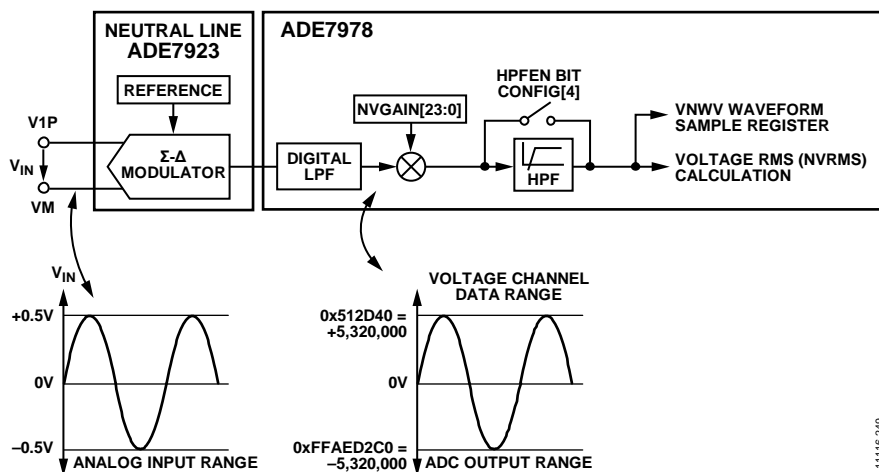 NEUTRAL LINE
ADE7923
ADE7978
REFERENCE
V1P
VIN
VM
Σ-Δ
MODULATOR
DIGITAL
LPF
NVGAIN[23:0]
HPFEN BIT
CONFIG[4]
HPF
VNWV WAVEFORM
SAMPLE REGISTER
VOLTAGE RMS (NVRMS)
CALCULATION
VIN
+0.5V
0V
–0.5V
ANALOG INPUT RANGE
VOLTAGE CHANNEL
DATA RANGE
0x512D40 =
+5,320,000
0V
0xFFAED2C0 =
–5,320,000
ADC OUTPUT RANGE
11116-249